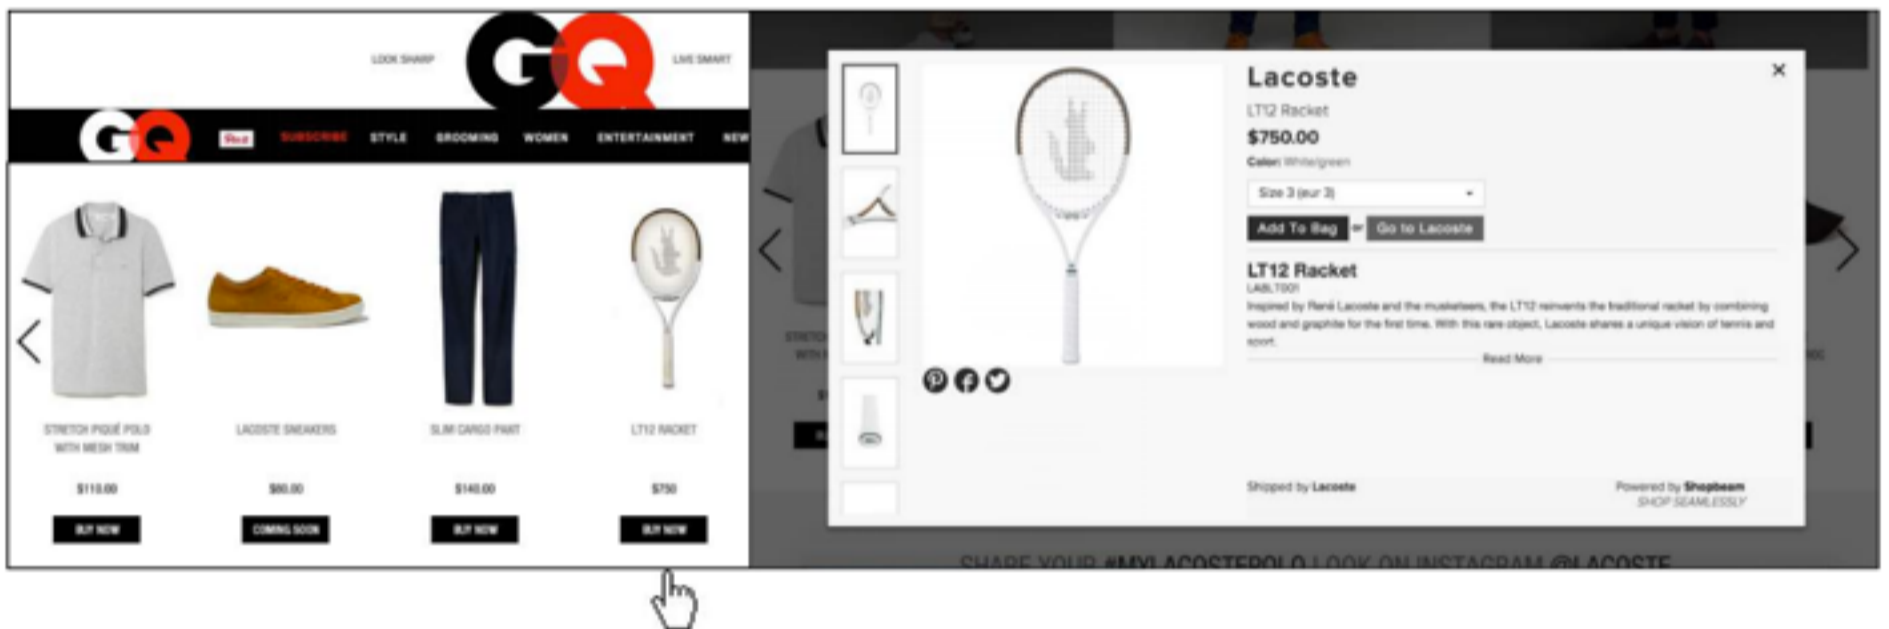 LOOK SHARP
GQ
LIVE SMART
GQ
Pin it
SUBSCRIBE
STYLE
GROOMING
WOMEN
ENTERTAINMENT
NEW
STRETCH PIQUÉ POLO
WITH MESH TRIM
$110.00
BUY NOW
LACOSTE SNEAKERS
$80.00
COMING SOON
SLIM CARGO PANT
$140.00
BUY NOW
LT12 RACKET
$750
BUY NOW
Lacoste
LT12 Racket
$750.00
Color: White/green
Size 3 (eur 3)
Add To Bag or Go to Lacoste
LT12 Racket
LABLT001
Inspired by René Lacoste and the musketeers, the LT12 reinvents the traditional racket by combining
wood and graphite for the first time. With this rare object, Lacoste shares a unique vision of tennis and
sport.
Read More
Shipped by Lacoste
Powered by Shopbeam
SHOP SEAMLESSLY
SHARE YOUR #MYLACOSTEPOLO LOOK ON INSTAGRAM @LACOSTE